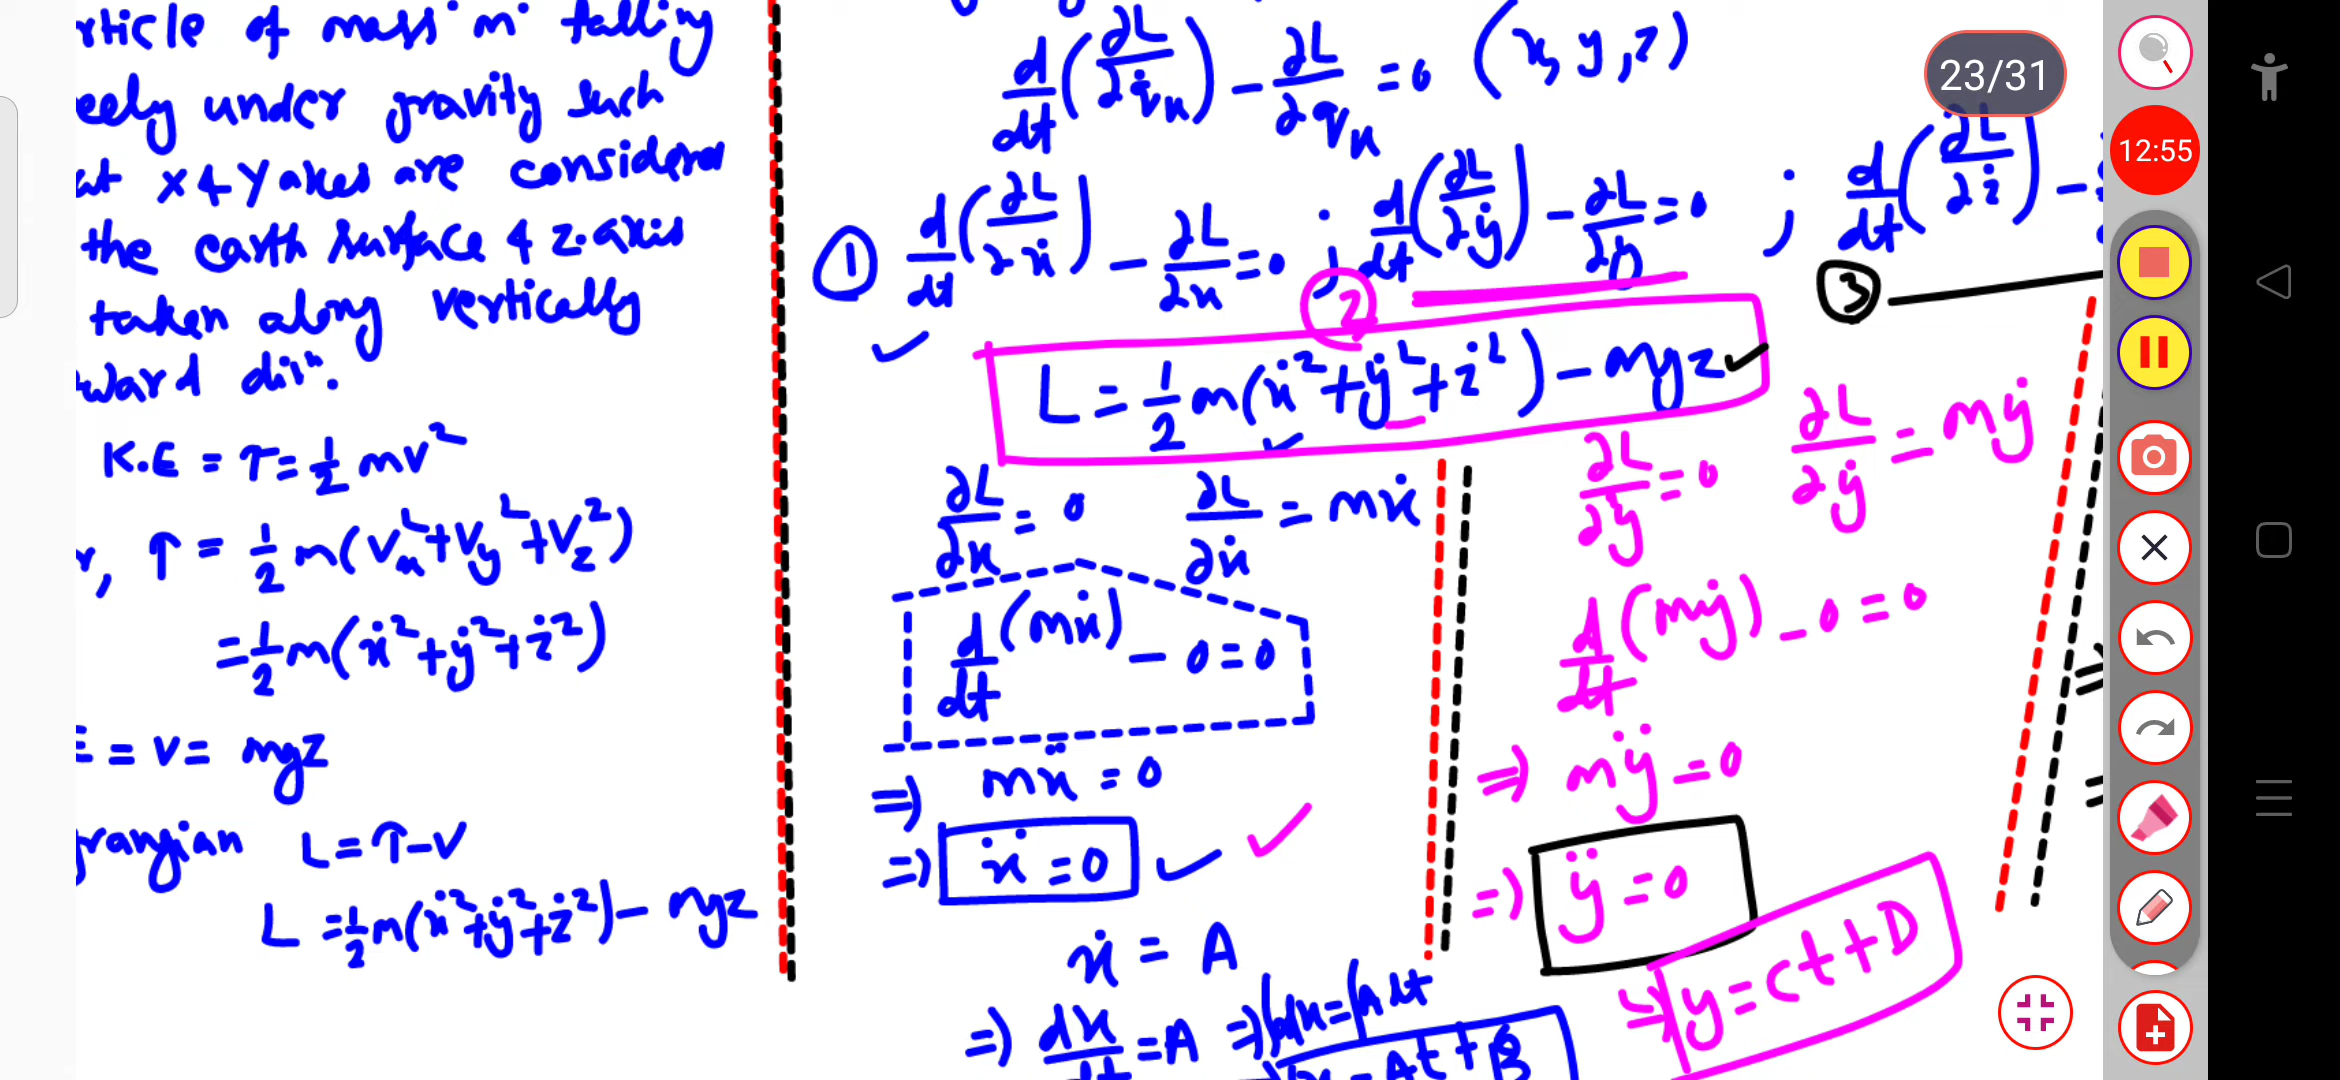 rticle of mass 'm' falling
eely under gravity such
at x & y axes are considered
the earth surface & z-axis
taken along vertically
ward dirⁿ.
K.E = T = 1/2 mv²
r, T = 1/2 m(Vx² + Vy² + Vz²)
= 1/2 m(ẋ² + ẏ² + ż²)
E = V = mgz
rangian L = T - V
L = 1/2 m(ẋ² + ẏ² + ż²) - mgz
d/dt (∂L/∂q̇n) - ∂L/∂qn = 0 (x, y, z)
① d/dt (∂L/∂ẋ) - ∂L/∂x = 0 ; d/dt (∂L/∂ẏ) - ∂L/∂y = 0 ; d/dt (∂L/∂ż) -
② ③
L = 1/2 m(ẋ² + ẏ² + ż²) - mgz
∂L/∂x = 0 ∂L/∂ẋ = mẋ
d/dt (mẋ) - 0 = 0
⇒ mẍ = 0
⇒ ẍ = 0
ẋ = A
⇒ dx/dt = A ⇒ ∫dx = ∫A dt
⇒ x = At + B
∂L/∂y = 0 ∂L/∂ẏ = mẏ
d/dt (mẏ) - 0 = 0
⇒ mÿ = 0
⇒ ÿ = 0
⇒ y = ct + D
⇒
⇒
23/31
12:55